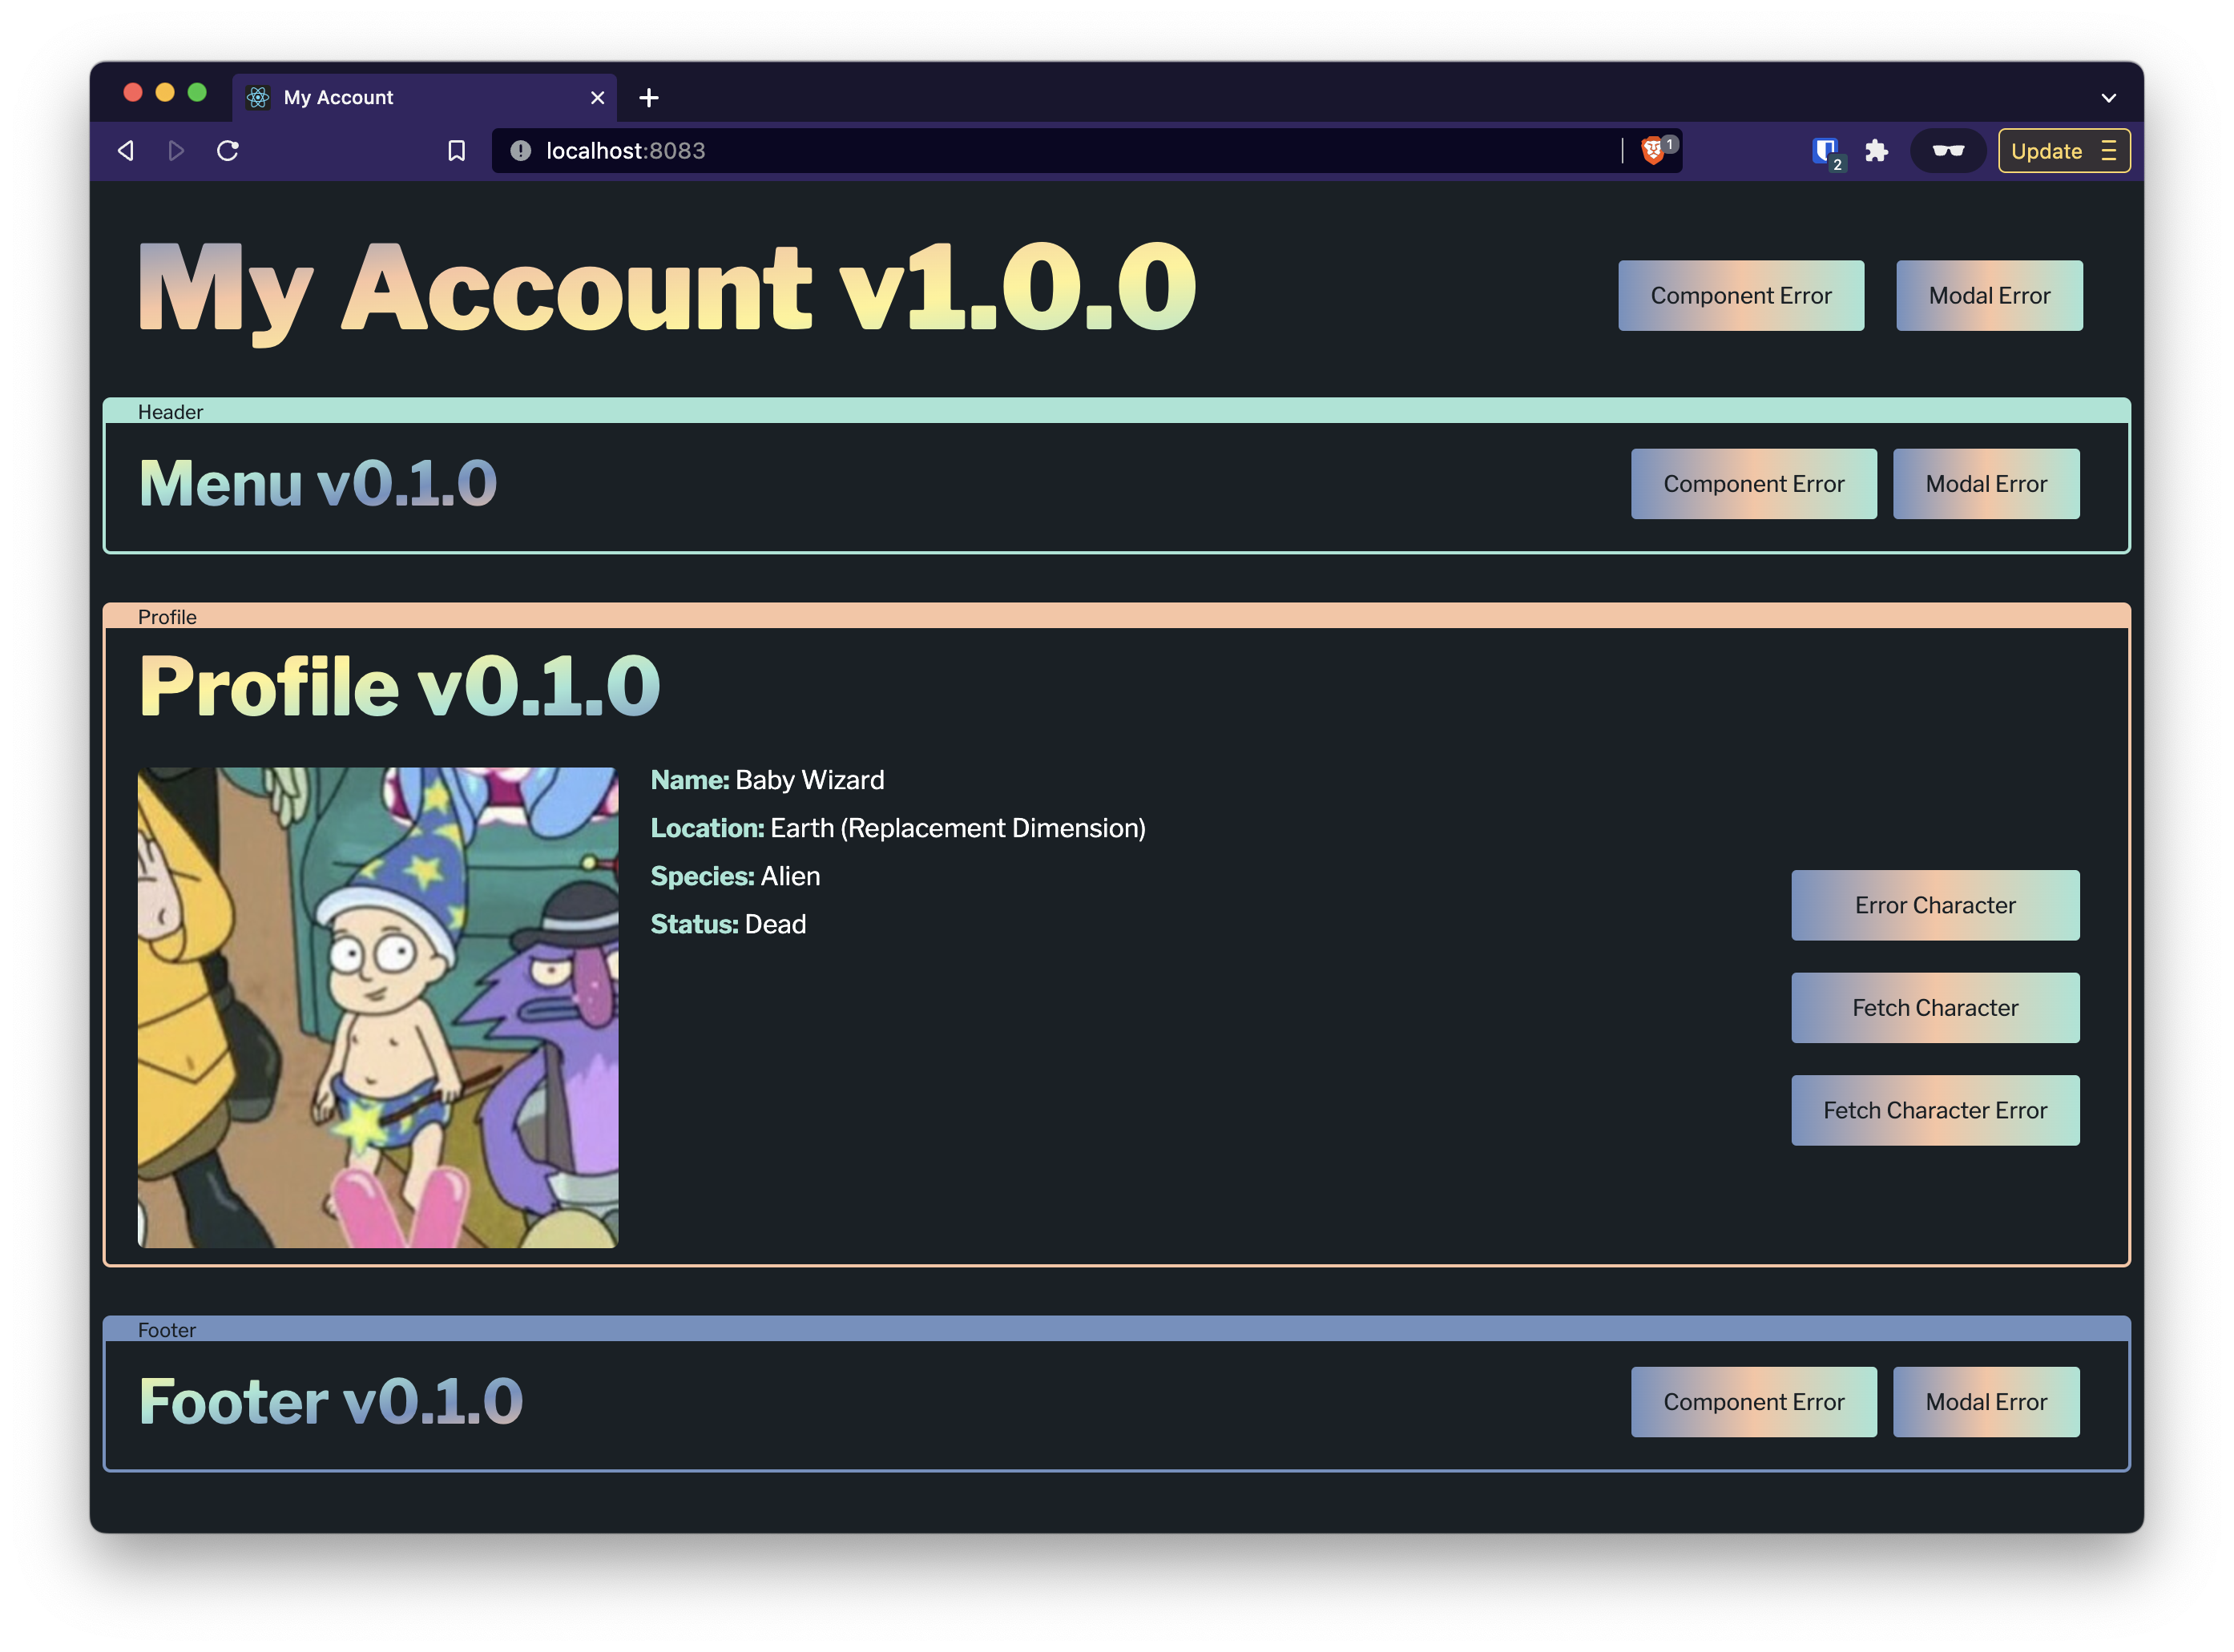 My Account
localhost:8083
1
2
Update
My Account v1.0.0
Component Error
Modal Error
Header
Menu v0.1.0
Component Error
Modal Error
Profile
Profile v0.1.0
Name: Baby Wizard
Location: Earth (Replacement Dimension)
Species: Alien
Status: Dead
Error Character
Fetch Character
Fetch Character Error
Footer
Footer v0.1.0
Component Error
Modal Error